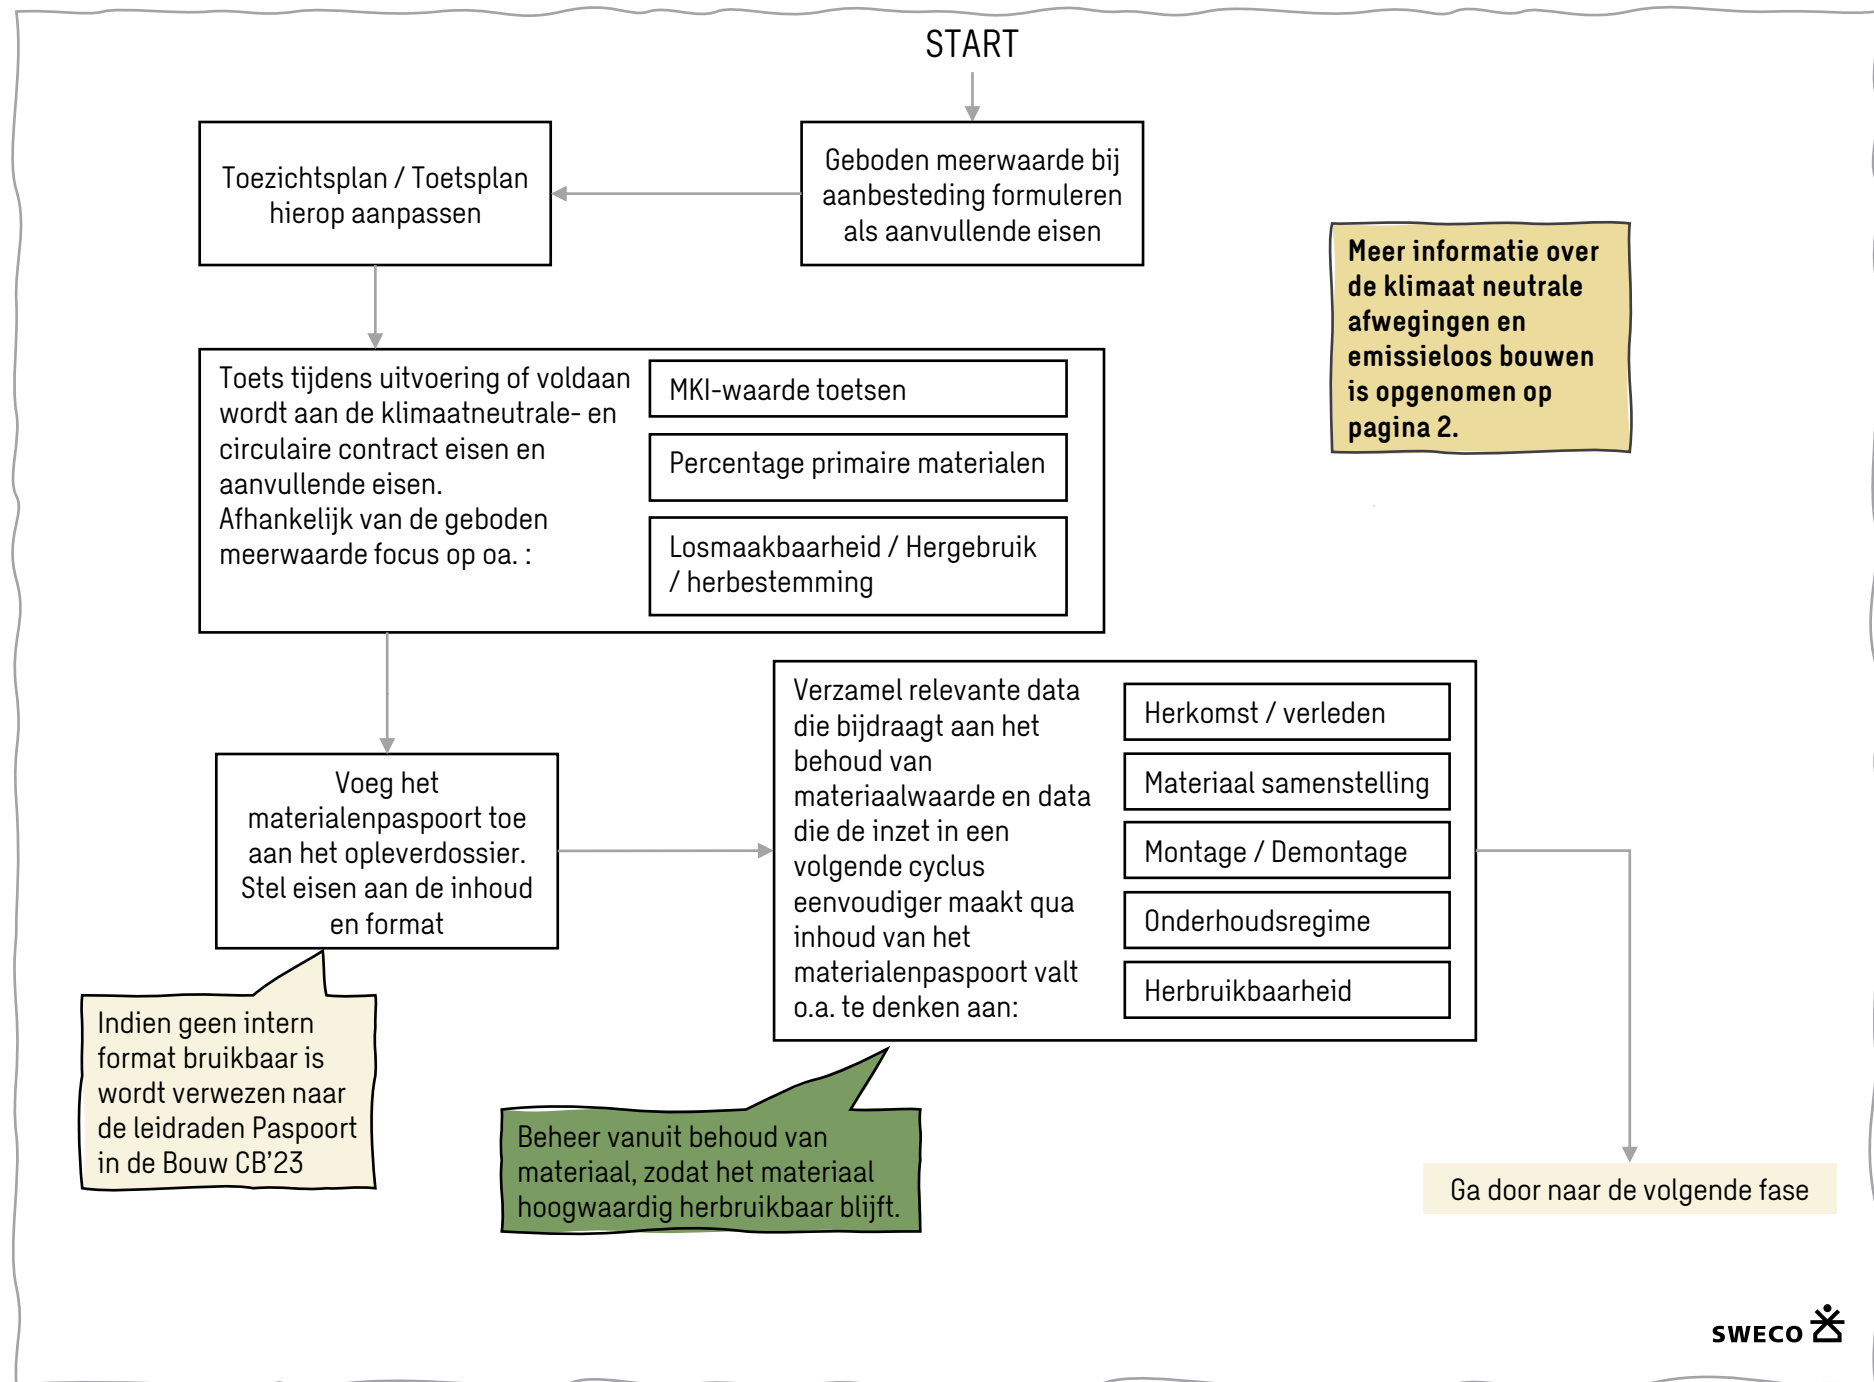 START
Geboden meerwaarde bij
aanbesteding formuleren
als aanvullende eisen
Toezichtsplan / Toetsplan
hierop aanpassen
Meer informatie over
de klimaat neutrale
afwegingen en
emissieloos bouwen
is opgenomen op
pagina 2.
Toets tijdens uitvoering of voldaan
wordt aan de klimaatneutrale- en
circulaire contract eisen en
aanvullende eisen.
Afhankelijk van de geboden
meerwaarde focus op oa. :
MKI-waarde toetsen
Percentage primaire materialen
Losmaakbaarheid / Hergebruik
/ herbestemming
Voeg het
materialenpaspoort toe
aan het opleverdossier.
Stel eisen aan de inhoud
en format
Indien geen intern
format bruikbaar is
wordt verwezen naar
de leidraden Paspoort
in de Bouw CB'23
Verzamel relevante data
die bijdraagt aan het
behoud van
materiaalwaarde en data
die de inzet in een
volgende cyclus
eenvoudiger maakt qua
inhoud van het
materialenpaspoort valt
o.a. te denken aan:
Herkomst / verleden
Materiaal samenstelling
Montage / Demontage
Onderhoudsregime
Herbruikbaarheid
Beheer vanuit behoud van
materiaal, zodat het materiaal
hoogwaardig herbruikbaar blijft.
Ga door naar de volgende fase
SWECO